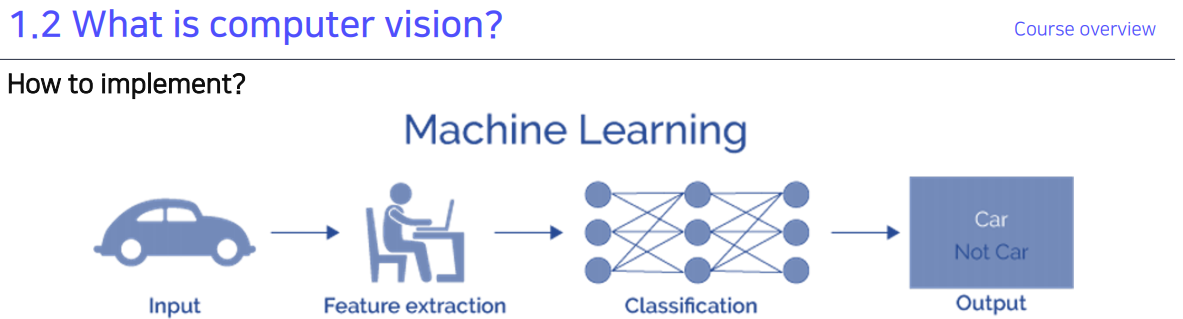 1.2 What is computer vision?
Course overview
How to implement?
Machine Learning
Car
Not Car
Input
Feature extraction
Classification
Output